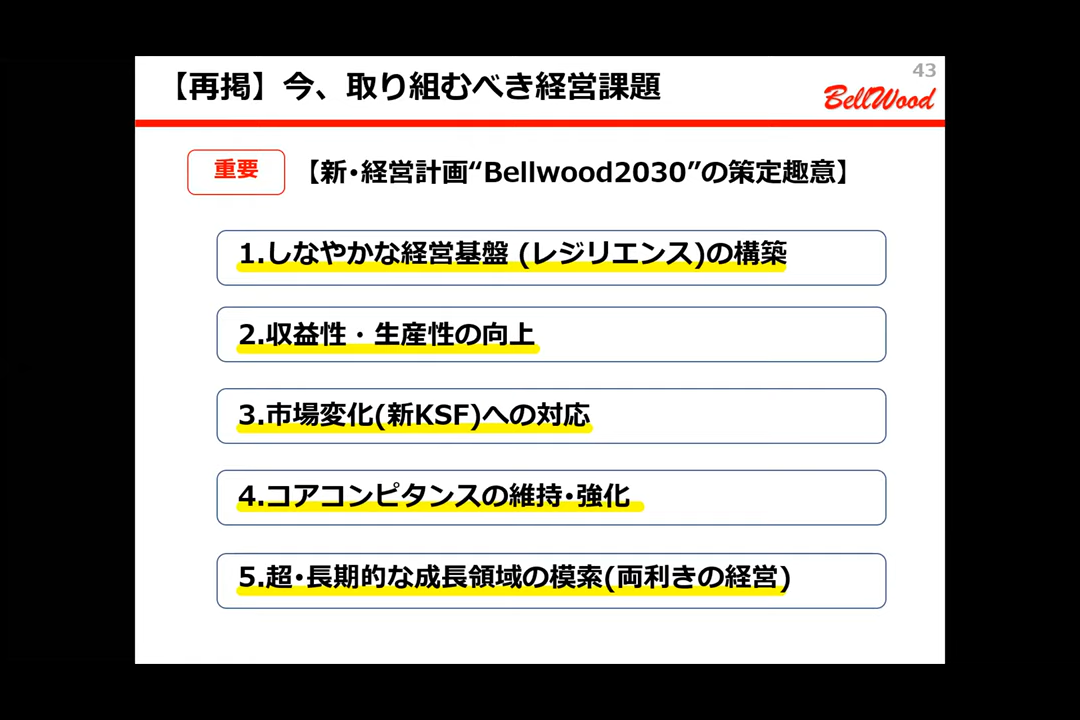 43
【再掲】今、取り組むべき経営課題
BellWood
重要
【新・経営計画“Bellwood2030”の策定趣意】
1.しなやかな経営基盤 (レジリエンス)の構築
2.収益性・生産性の向上
3.市場変化(新KSF)への対応
4.コアコンピタンスの維持・強化
5.超・長期的な成長領域の模索(両利きの経営)